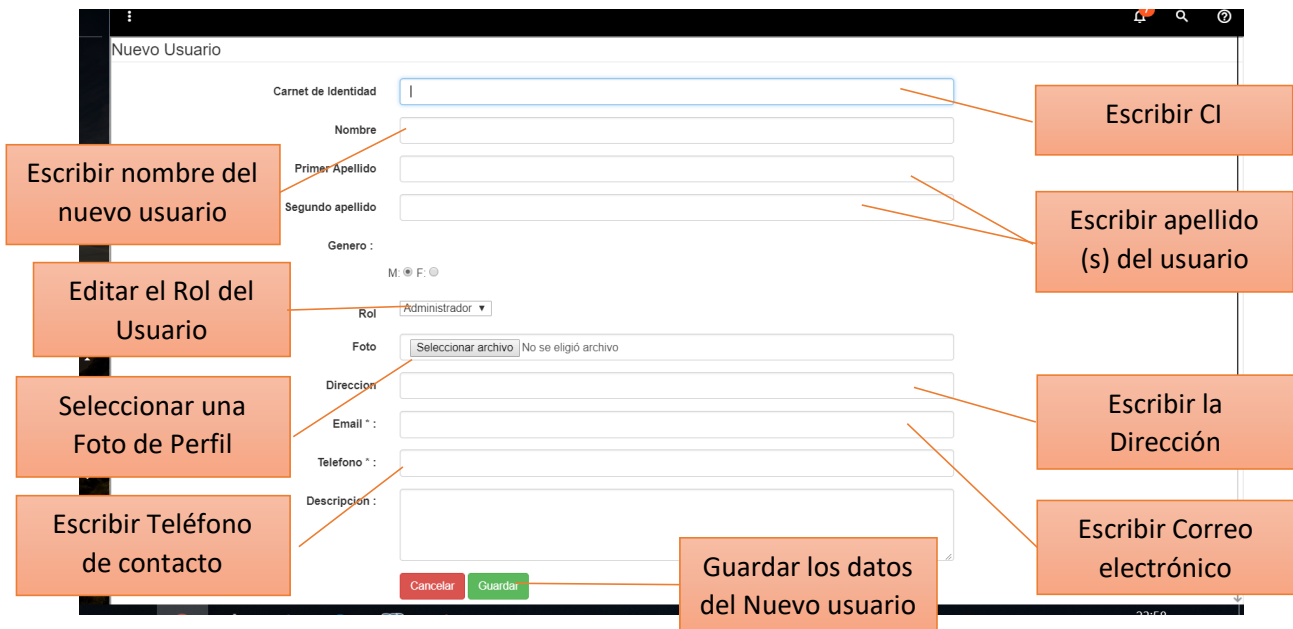 7
Nuevo Usuario
Carnet de Identidad
Escribir CI
Nombre
Escribir nombre del
nuevo usuario
Primer Apellido
Segundo apellido
Escribir apellido
(s) del usuario
Genero :
M: F:
Editar el Rol del
Usuario
Rol
Administrador
Foto
Seleccionar archivo No se eligió archivo
Seleccionar una
Foto de Perfil
Direccion
Escribir la
Dirección
Email * :
Telefono * :
Escribir Teléfono
de contacto
Descripcion :
Escribir Correo
electrónico
Cancelar Guardar
Guardar los datos
del Nuevo usuario